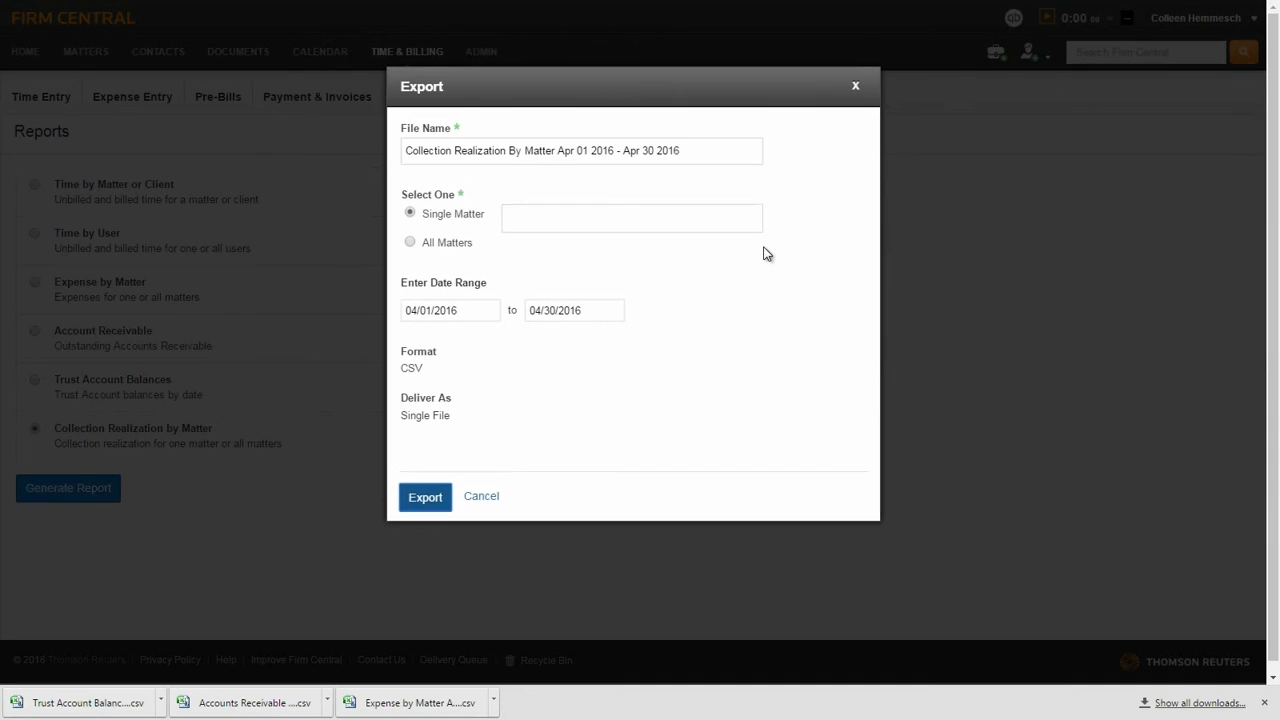 FIRM CENTRAL
0:00 00
Colleen Hemmesch
HOME MATTERS CONTACTS DOCUMENTS CALENDAR TIME & BILLING ADMIN
Search Firm Central
Time Entry Expense Entry Pre-Bills Payment & Invoices
Reports
Time by Matter or Client
Unbilled and billed time for a matter or client
Time by User
Unbilled and billed time for one or all users
Expense by Matter
Expenses for one or all matters
Account Receivable
Outstanding Accounts Receivable
Trust Account Balances
Trust Account balances by date
Collection Realization by Matter
Collection realization for one matter or all matters
Generate Report
Export X
File Name *
Collection Realization By Matter Apr 01 2016 - Apr 30 2016
Select One *
Single Matter
All Matters
Enter Date Range
04/01/2016 to 04/30/2016
Format
CSV
Deliver As
Single File
Export Cancel
© 2016 Thomson Reuters Privacy Policy Help Improve Firm Central Contact Us Delivery Queue Recycle Bin
THOMSON REUTERS
Trust Account Balanc....csv Accounts Receivable ....csv Expense by Matter A....csv Show all downloads...